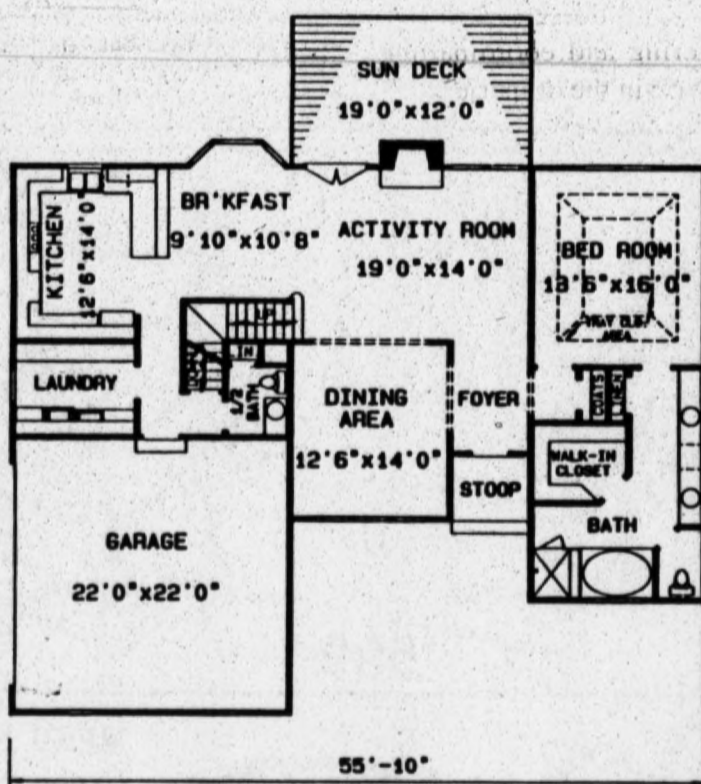 SUN DECK
19'0"x12'0"
KITCHEN
12'6"x14'0"
BR'KFAST
9'10"x10'8"
ACTIVITY ROOM
19'0"x14'0"
BED ROOM
13'6"x16'0"
UP
LIN
LAUNDRY
1/2
BATH
DINING
AREA
12'6"x14'0"
FOYER
COATS
LINEN
WALK-IN
CLOSET
STOOP
BATH
GARAGE
22'0"x22'0"
55'-10"